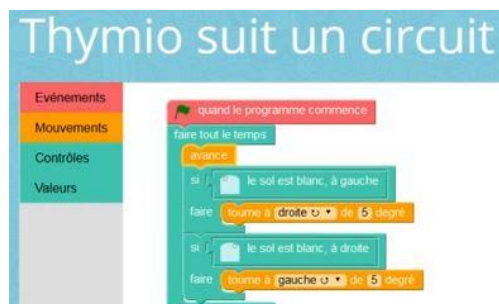 Thymio suit un circuit
Evénements
Mouvements
Contrôles
Valeurs
quand le programme commence
faire tout le temps
avance
si le sol est blanc, à gauche
faire tourne à droite ↻ ▼ de 5 degré
si le sol est blanc, à droite
faire tourne à gauche ↺ ▼ de 5 degré